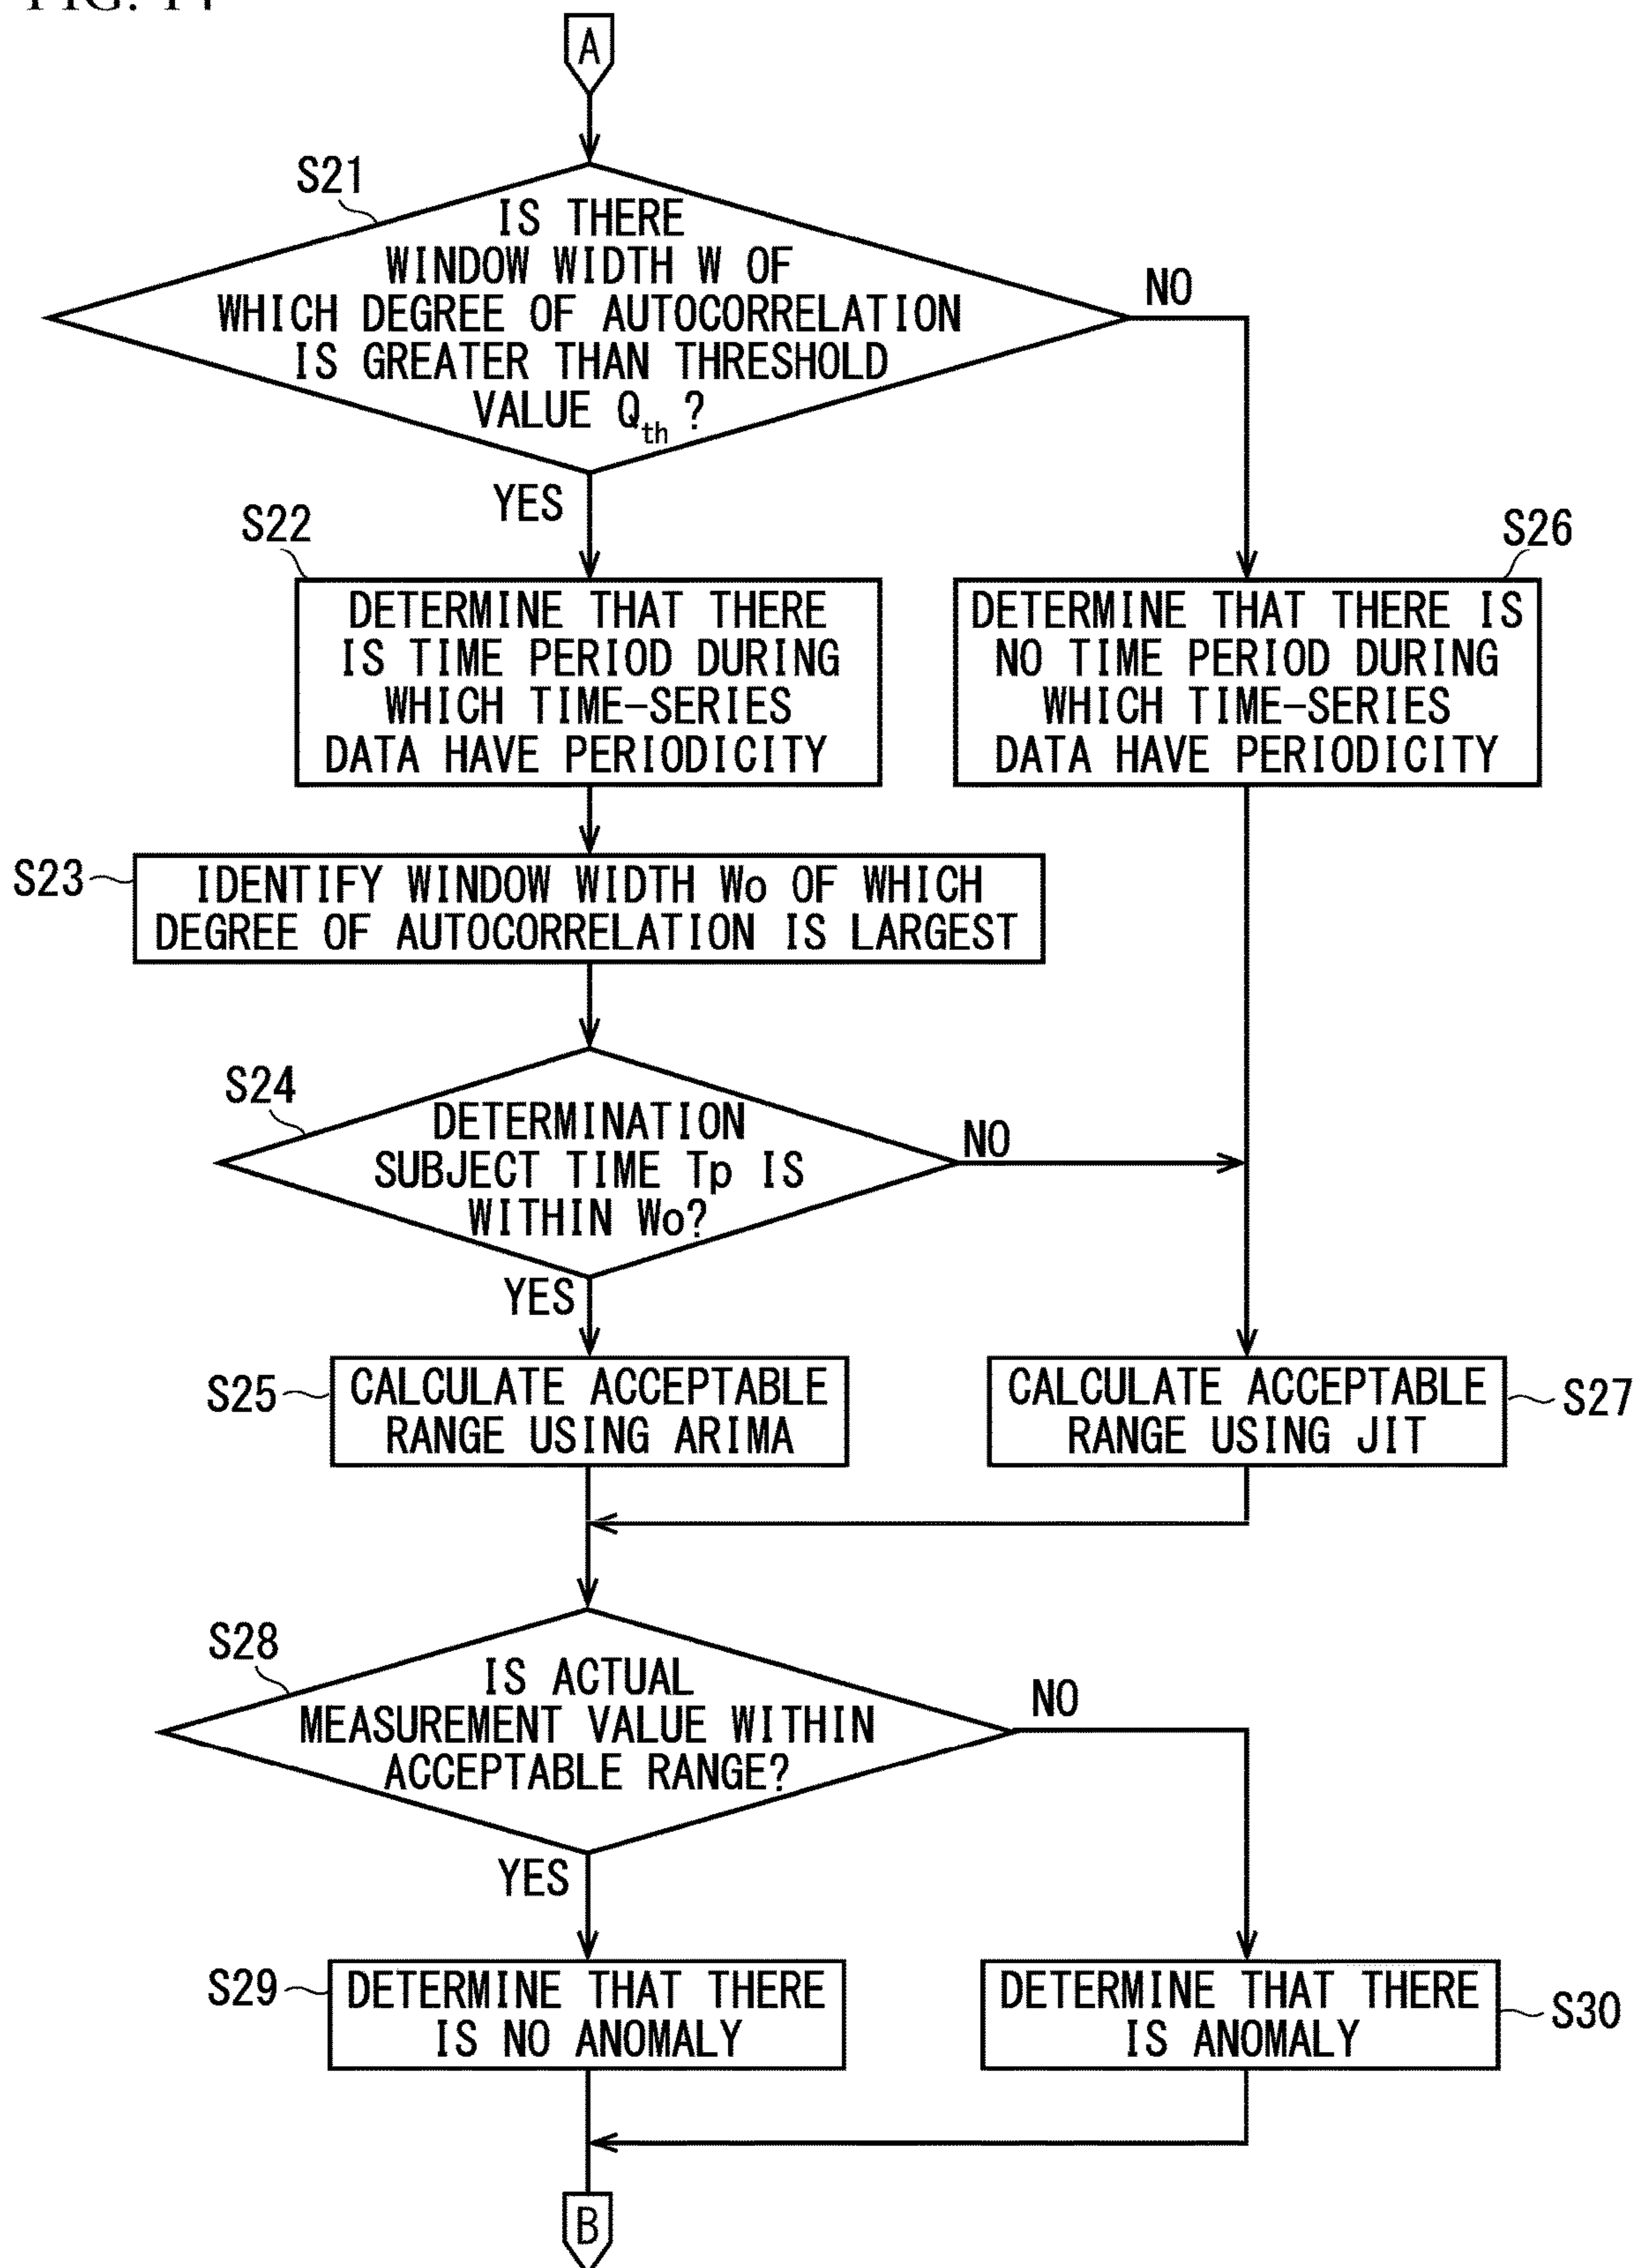 FIG. 14
A
S21
IS THERE
WINDOW WIDTH W OF
WHICH DEGREE OF AUTOCORRELATION
IS GREATER THAN THRESHOLD
VALUE Qth ?
NO
YES
S22
DETERMINE THAT THERE
IS TIME PERIOD DURING
WHICH TIME-SERIES
DATA HAVE PERIODICITY
S26
DETERMINE THAT THERE IS
NO TIME PERIOD DURING
WHICH TIME-SERIES
DATA HAVE PERIODICITY
S23
IDENTIFY WINDOW WIDTH Wo OF WHICH
DEGREE OF AUTOCORRELATION IS LARGEST
S24
DETERMINATION
SUBJECT TIME Tp IS
WITHIN Wo?
NO
YES
S25
CALCULATE ACCEPTABLE
RANGE USING ARIMA
CALCULATE ACCEPTABLE
RANGE USING JIT
S27
S28
IS ACTUAL
MEASUREMENT VALUE WITHIN
ACCEPTABLE RANGE?
NO
YES
S29
DETERMINE THAT THERE
IS NO ANOMALY
DETERMINE THAT THERE
IS ANOMALY
S30
B